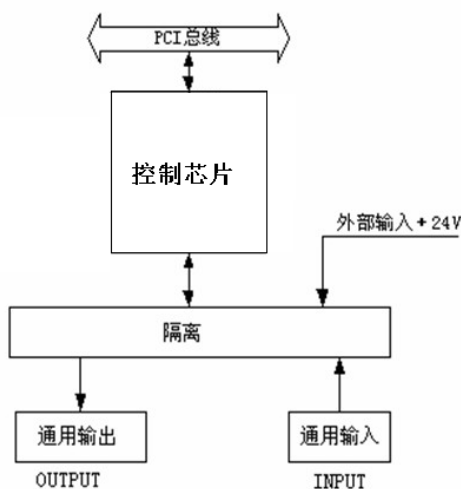 PCI总线
控制芯片
外部输入+24V
隔离
通用输出
通用输入
OUTPUT
INPUT